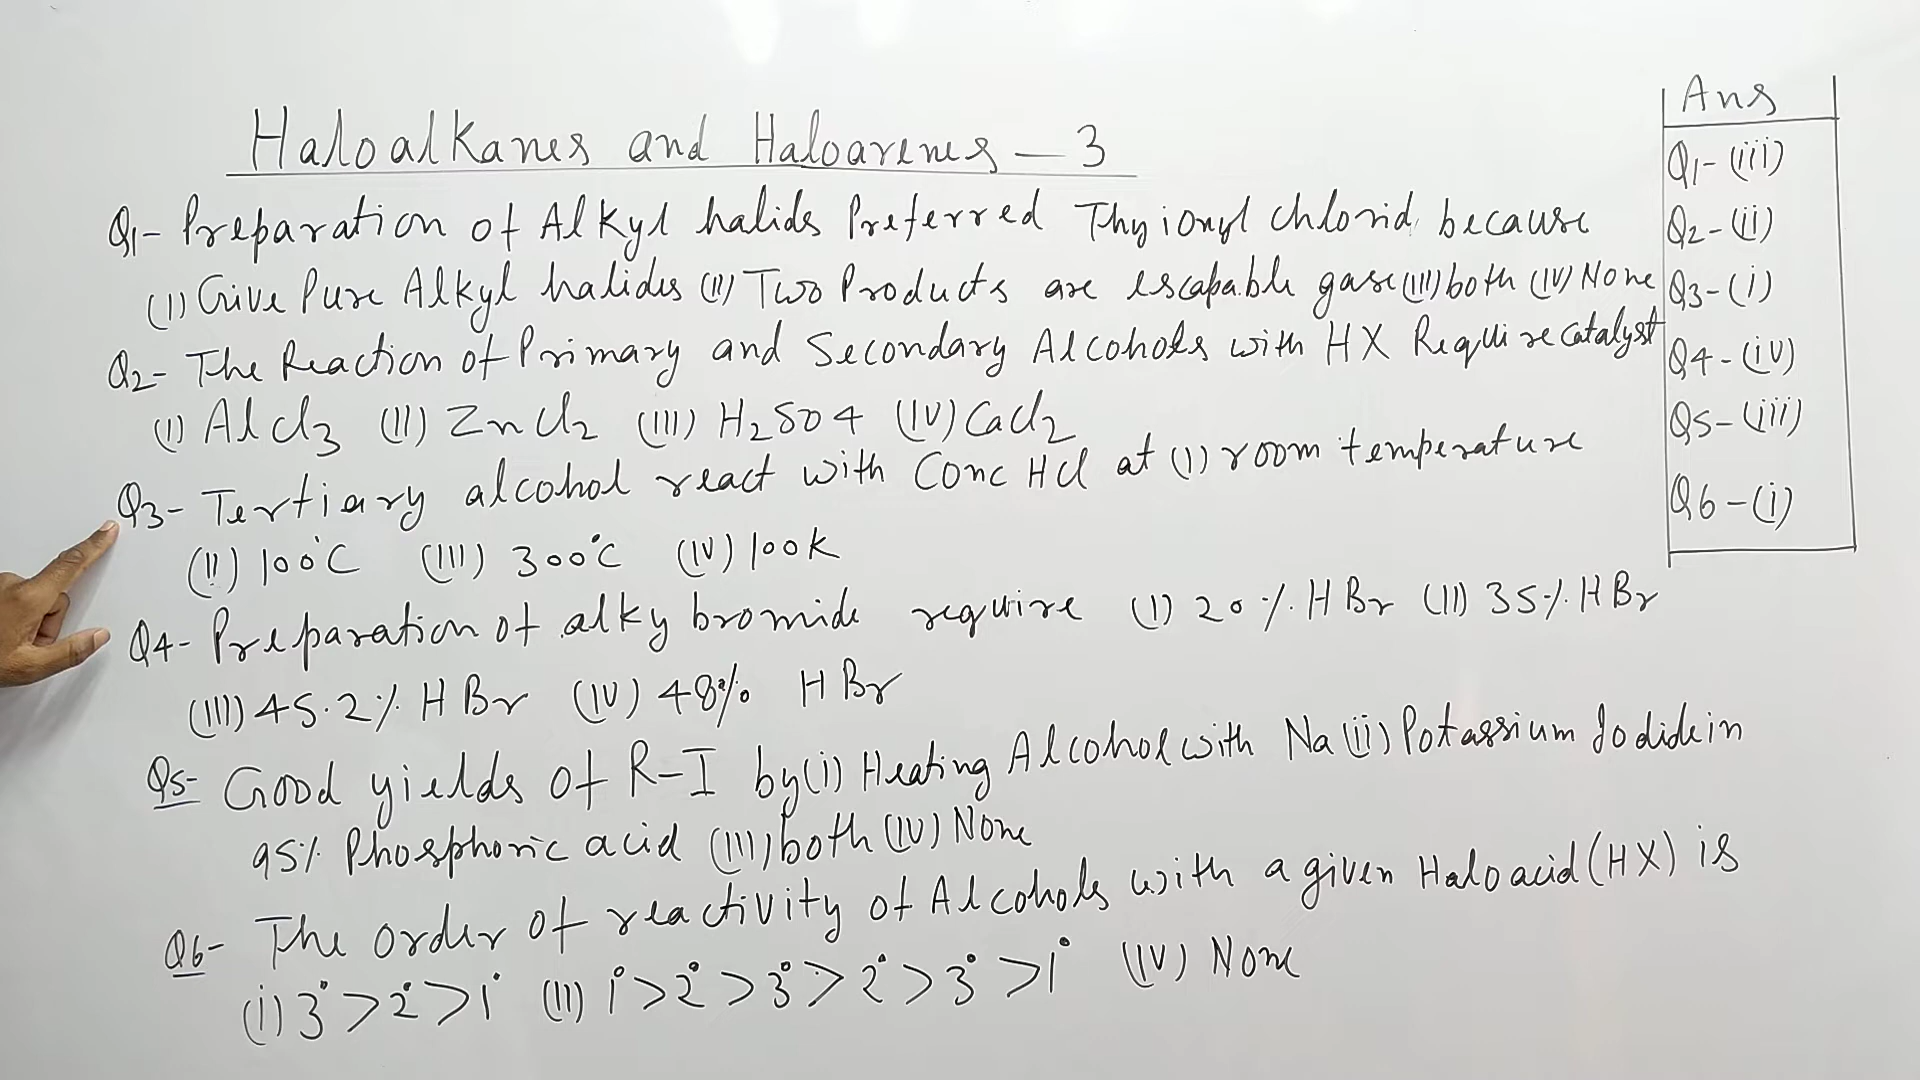 Haloalkanes and Haloarenes - 3
Q1- Preparation of Alkyl halids Preferred Thyionyl chlorid because
(I) Give Pure Alkyl halides (II) Two Products are escapable gase (III) both (IV) None
Q2- The Reaction of Primary and Secondary Alcohols with HX Require catalyst
(I) AlCl3 (II) ZnCl2 (III) H2SO4 (IV) CaCl2
Q3- Tertiary alcohol react with Conc HCl at (I) room temperature
(II) 100°C (III) 300°C (IV) 100K
Q4- Preparation of alky bromide require (I) 20% HBr (II) 35% HBr
(III) 45.2% HBr (IV) 48% HBr
Q5- Good yields of R-I by (i) Heating Alcohol with Na (ii) Potassium Iodide in
95% Phosphoric acid (III) both (IV) None
Q6- The order of reactivity of Alcohols with a given Haloacid (HX) is
(i) 3°>2°>1° (II) 1°>2°>3°>2°>3°>1° (IV) None
Ans
Q1-(iii)
Q2-(ii)
Q3-(i)
Q4-(iv)
Q5-(iii)
Q6-(i)